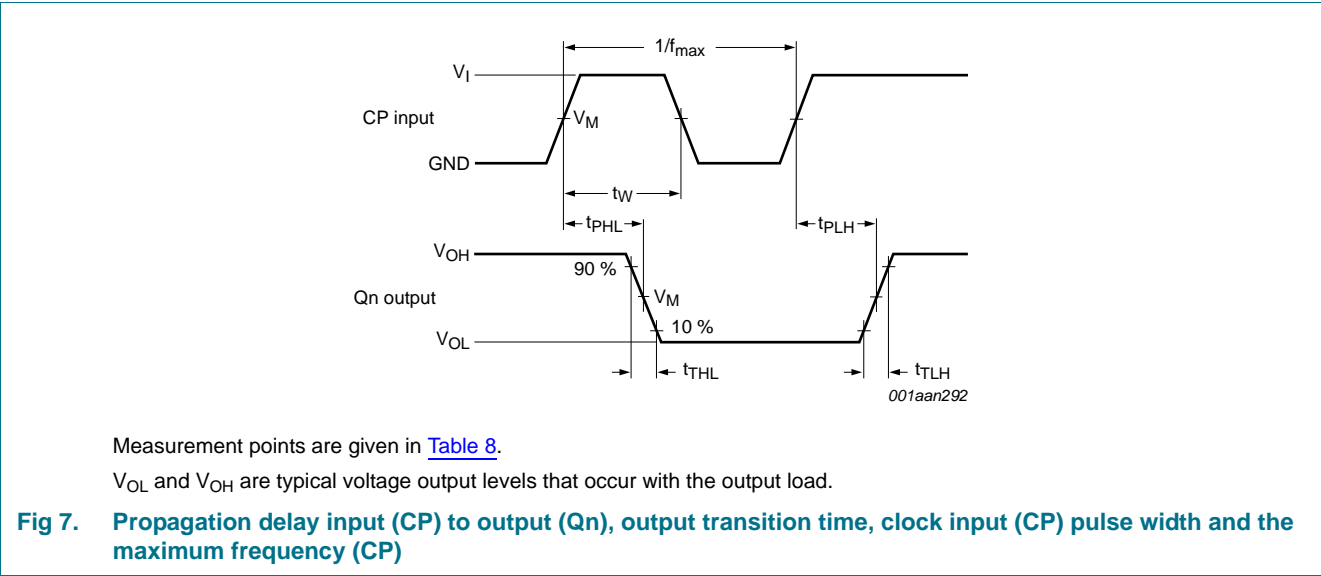 1/fmax
VI
CP input
VM
GND
tW
tPHL
tPLH
VOH
90 %
Qn output
VM
10 %
VOL
tTHL
tTLH
001aan292
Measurement points are given in Table 8.
VOL and VOH are typical voltage output levels that occur with the output load.
Fig 7. Propagation delay input (CP) to output (Qn), output transition time, clock input (CP) pulse width and the
maximum frequency (CP)